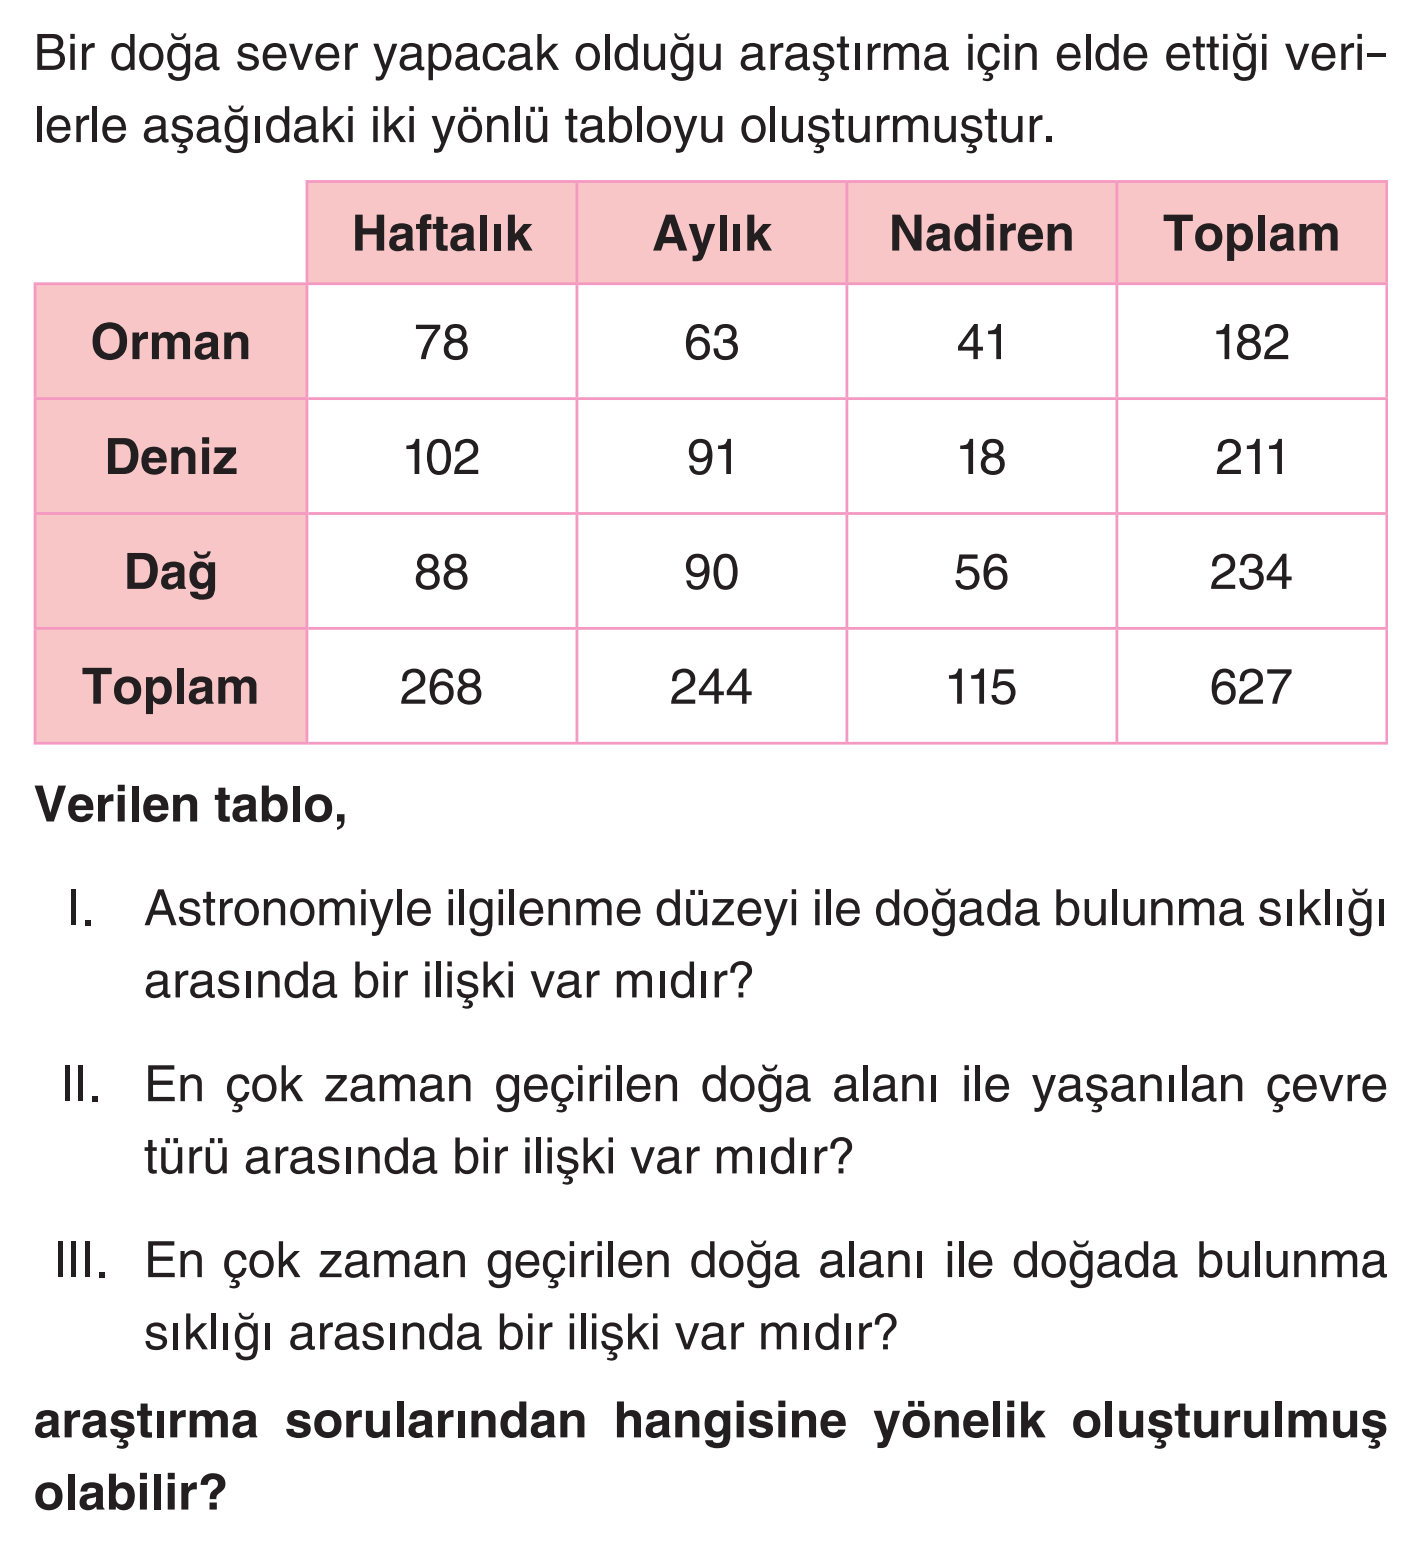 Bir doğa sever yapacak olduğu araştırma için elde ettiği veri-
lerle aşağıdaki iki yönlü tabloyu oluşturmuştur.
Haftalık Aylık Nadiren Toplam
Orman 78 63 41 182
Deniz 102 91 18 211
Dağ 88 90 56 234
Toplam 268 244 115 627
Verilen tablo,
I. Astronomiyle ilgilenme düzeyi ile doğada bulunma sıklığı
arasında bir ilişki var mıdır?
II. En çok zaman geçirilen doğa alanı ile yaşanılan çevre
türü arasında bir ilişki var mıdır?
III. En çok zaman geçirilen doğa alanı ile doğada bulunma
sıklığı arasında bir ilişki var mıdır?
araştırma sorularından hangisine yönelik oluşturulmuş
olabilir?